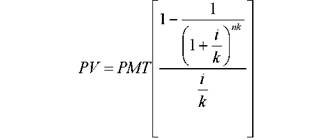 PV = PMT [ (1 - 1 / (1 + i/k)^{nk}) / (i/k) ]